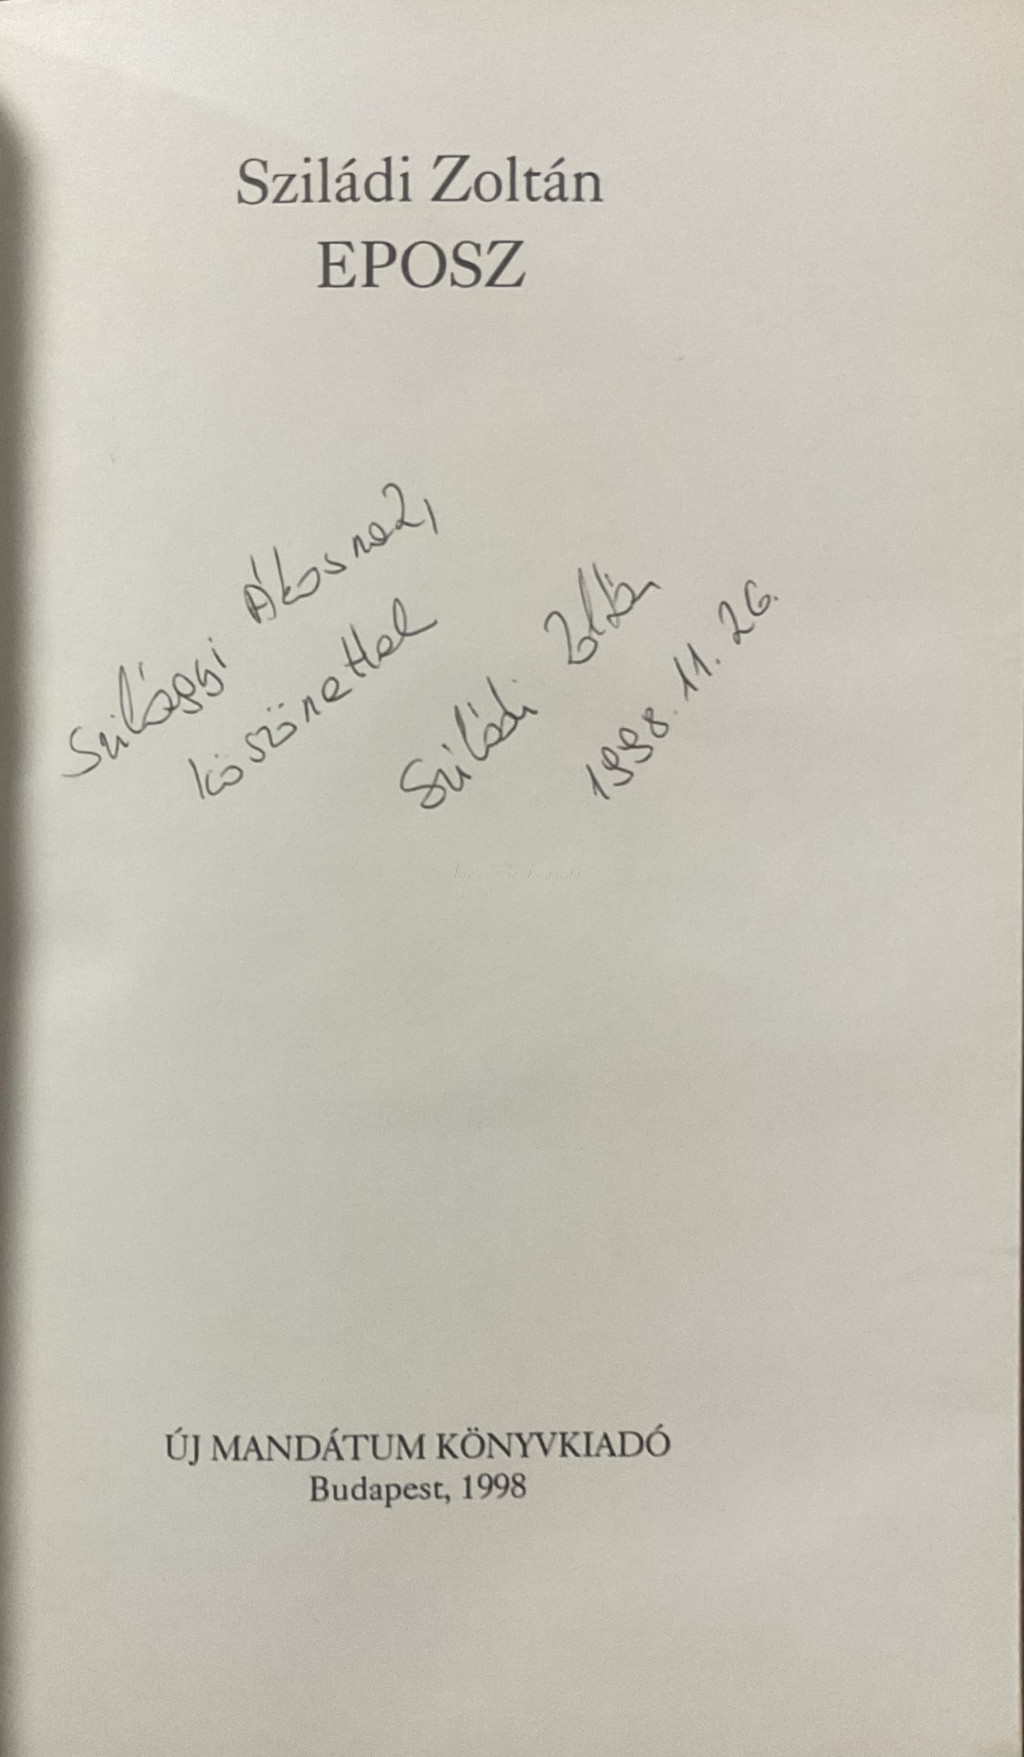 Sziládi Zoltán
EPOSZ
Szilágyi Ákosnak,
köszönettel
Sziládi Zoltán
1998. 11. 26.
ÚJ MANDÁTUM KÖNYVKIADÓ
Budapest, 1998